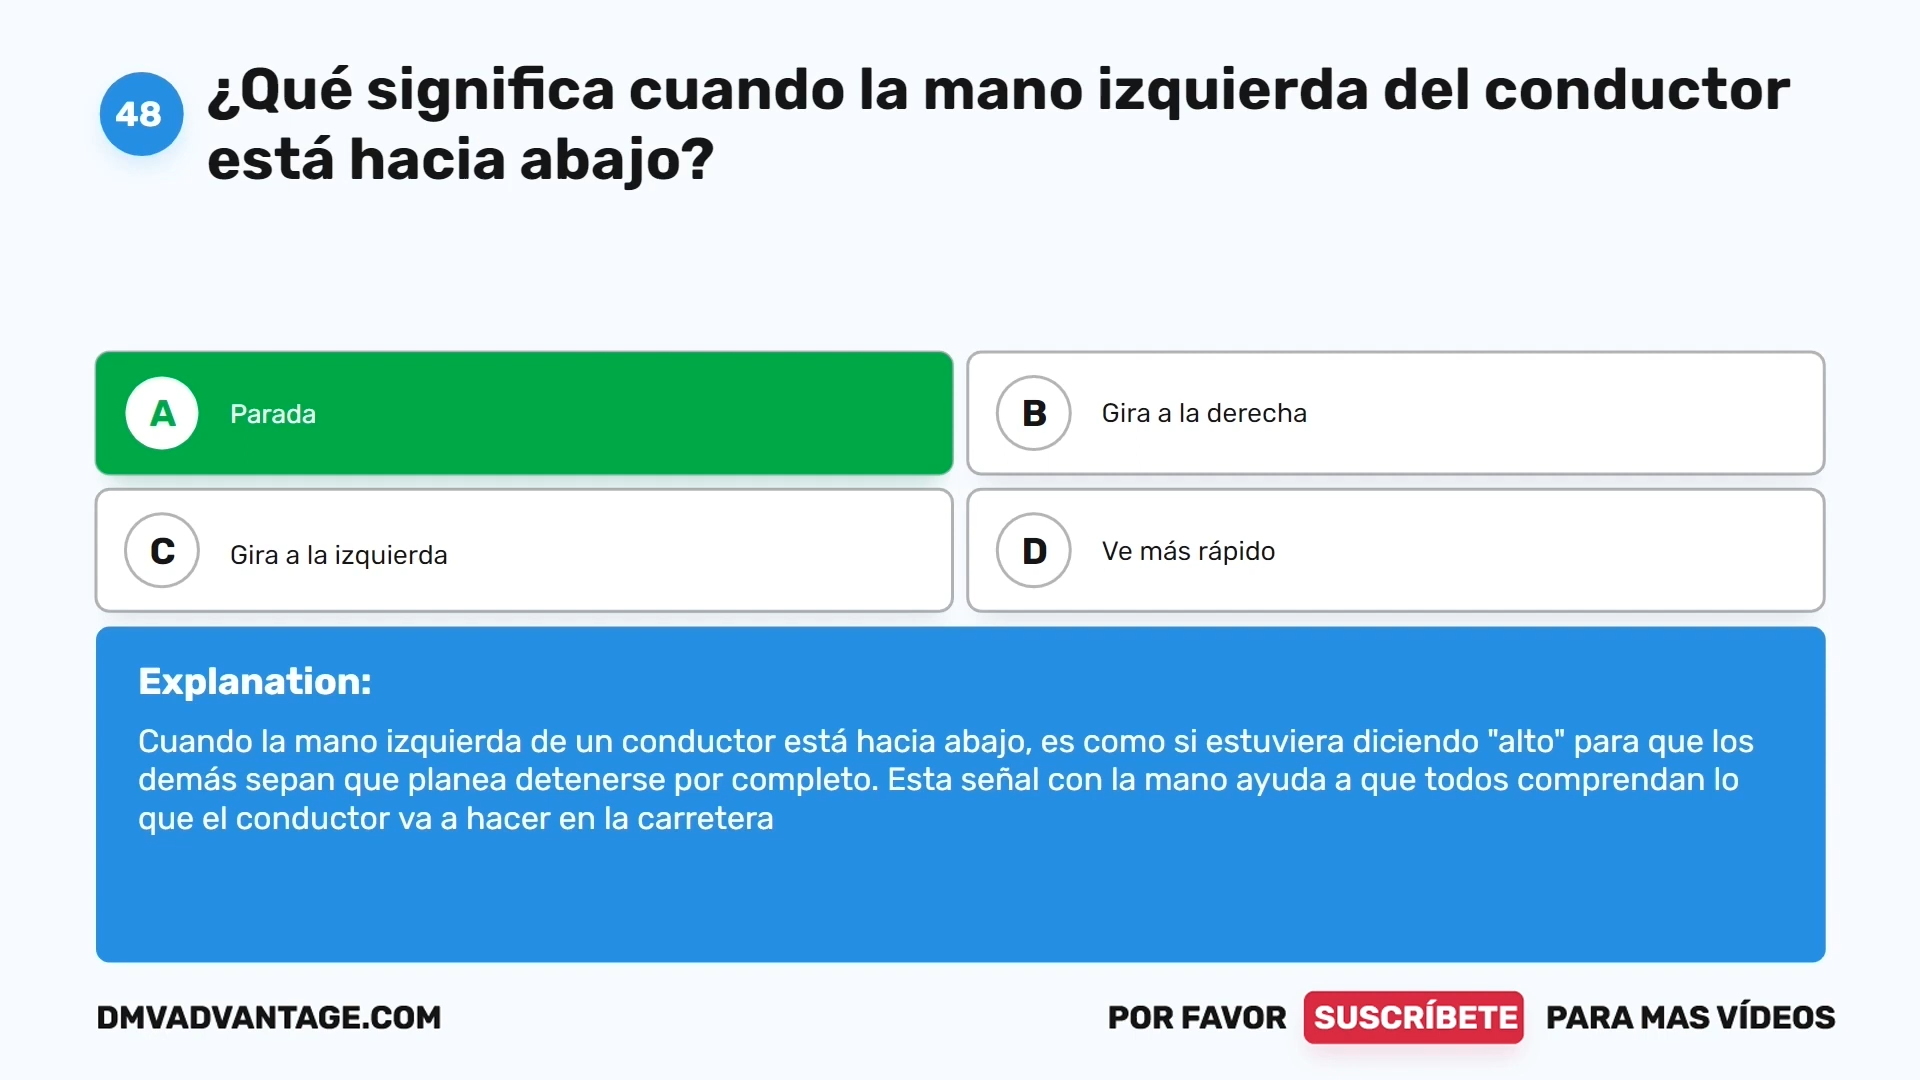 48
¿Qué significa cuando la mano izquierda del conductor
está hacia abajo?
A Parada
B Gira a la derecha
C Gira a la izquierda
D Ve más rápido
Explanation:
Cuando la mano izquierda de un conductor está hacia abajo, es como si estuviera diciendo "alto" para que los
demás sepan que planea detenerse por completo. Esta señal con la mano ayuda a que todos comprendan lo
que el conductor va a hacer en la carretera
DMVADVANTAGE.COM
POR FAVOR SUSCRÍBETE PARA MAS VÍDEOS